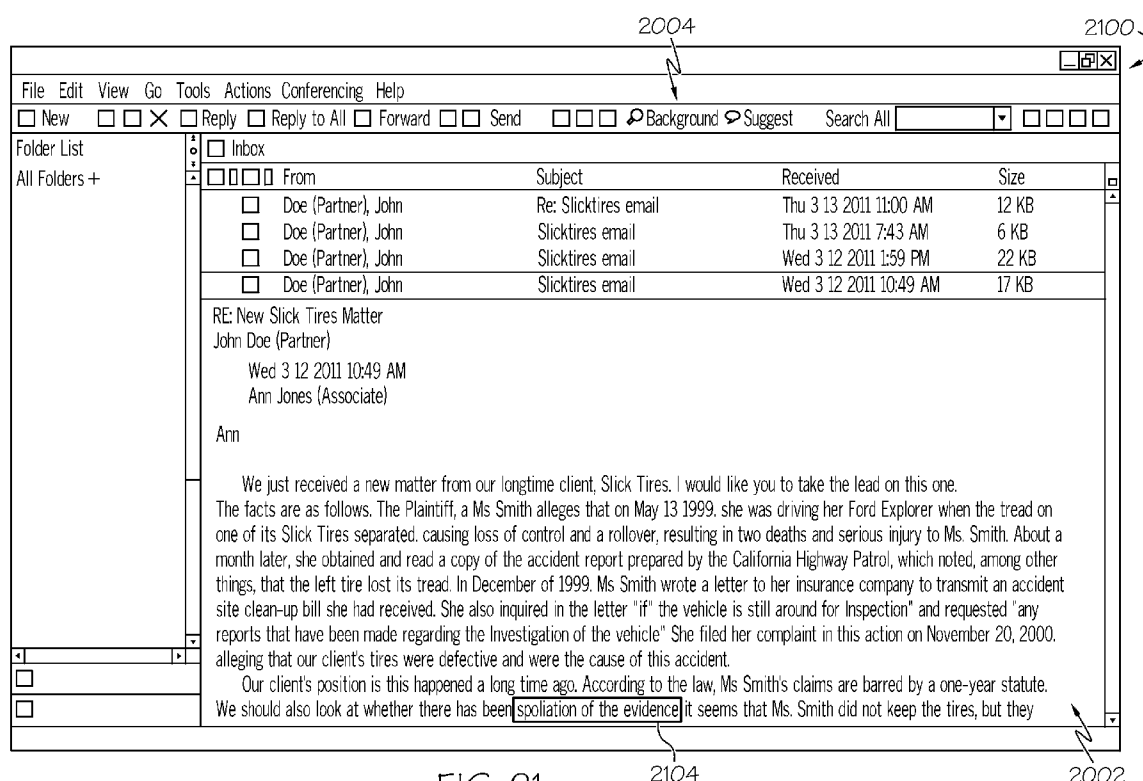 2004
2100
File Edit View Go Tools Actions Conferencing Help
New Reply Reply to All Forward Send Background Suggest Search All
Folder List
Inbox
All Folders +
From Subject Received Size
Doe (Partner), John Re: Slicktires email Thu 3 13 2011 11:00 AM 12 KB
Doe (Partner), John Slicktires email Thu 3 13 2011 7:43 AM 6 KB
Doe (Partner), John Slicktires email Wed 3 12 2011 1:59 PM 22 KB
Doe (Partner), John Slicktires email Wed 3 12 2011 10:49 AM 17 KB
RE: New Slick Tires Matter
John Doe (Partner)
Wed 3 12 2011 10:49 AM
Ann Jones (Associate)
Ann
We just received a new matter from our longtime client, Slick Tires. I would like you to take the lead on this one.
The facts are as follows. The Plaintiff, a Ms Smith alleges that on May 13 1999. she was driving her Ford Explorer when the tread on
one of its Slick Tires separated. causing loss of control and a rollover, resulting in two deaths and serious injury to Ms. Smith. About a
month later, she obtained and read a copy of the accident report prepared by the California Highway Patrol, which noted, among other
things, that the left tire lost its tread. In December of 1999. Ms Smith wrote a letter to her insurance company to transmit an accident
site clean-up bill she had received. She also inquired in the letter "if" the vehicle is still around for Inspection" and requested "any
reports that have been made regarding the Investigation of the vehicle" She filed her complaint in this action on November 20, 2000.
alleging that our client's tires were defective and were the cause of this accident.
Our client's position is this happened a long time ago. According to the law, Ms Smith's claims are barred by a one-year statute.
We should also look at whether there has been spoliation of the evidence it seems that Ms. Smith did not keep the tires, but they
2104
2002